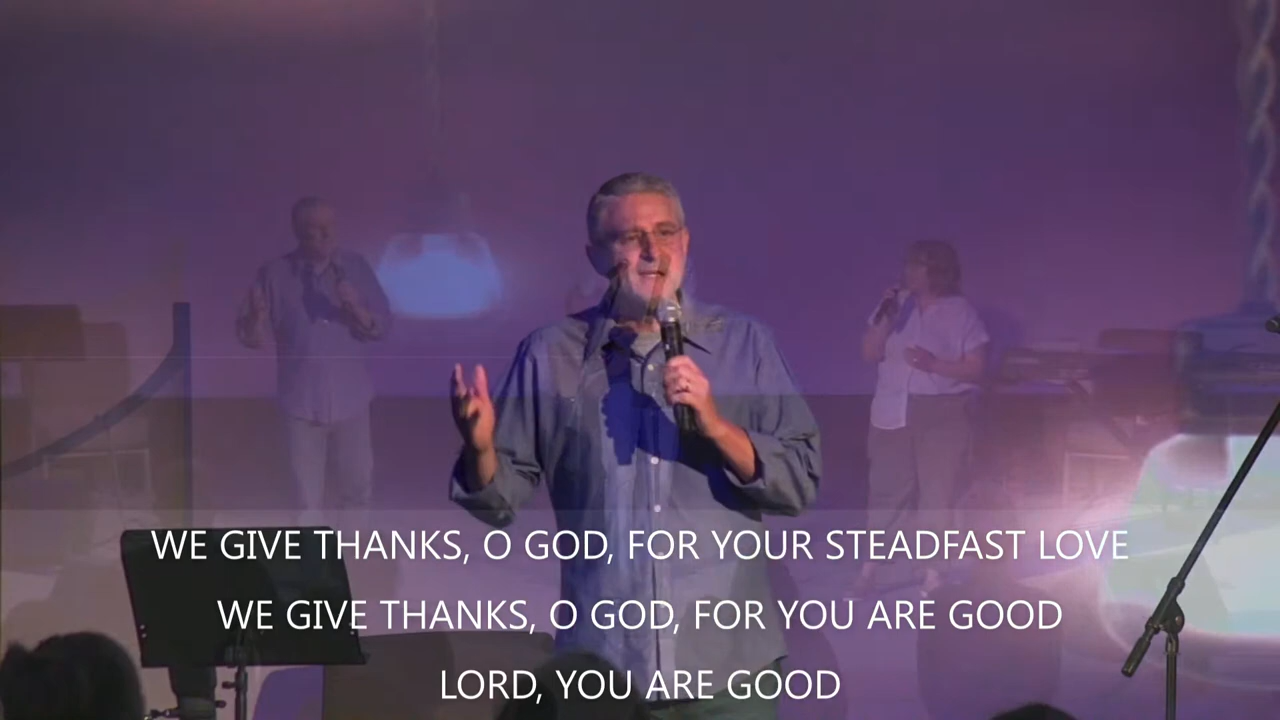 WE GIVE THANKS, O GOD, FOR YOUR STEADFAST LOVE
WE GIVE THANKS, O GOD, FOR YOU ARE GOOD
LORD, YOU ARE GOOD